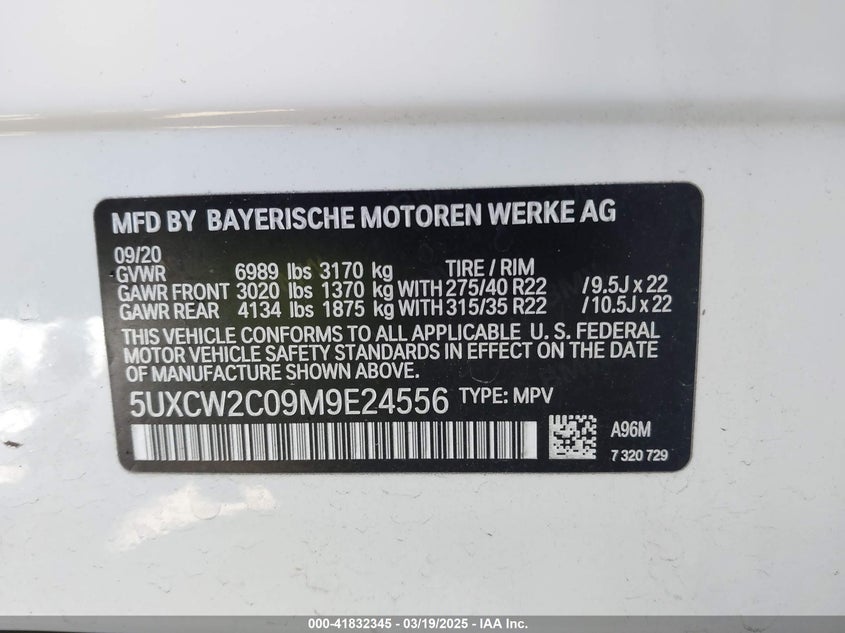 MFD BY BAYERISCHE MOTOREN WERKE AG
09/20
GVWR 6989 lbs 3170 kg TIRE / RIM
GAWR FRONT 3020 lbs 1370 kg WITH 275/40 R22 / 9.5J x 22
GAWR REAR 4134 lbs 1875 kg WITH 315/35 R22 / 10.5J x 22
THIS VEHICLE CONFORMS TO ALL APPLICABLE U. S. FEDERAL
MOTOR VEHICLE SAFETY STANDARDS IN EFFECT ON THE DATE
OF MANUFACTURE SHOWN ABOVE.
5UXCW2C09M9E24556 TYPE: MPV
A96M
7 320 729
000-41832345 - 03/19/2025 - IAA Inc.